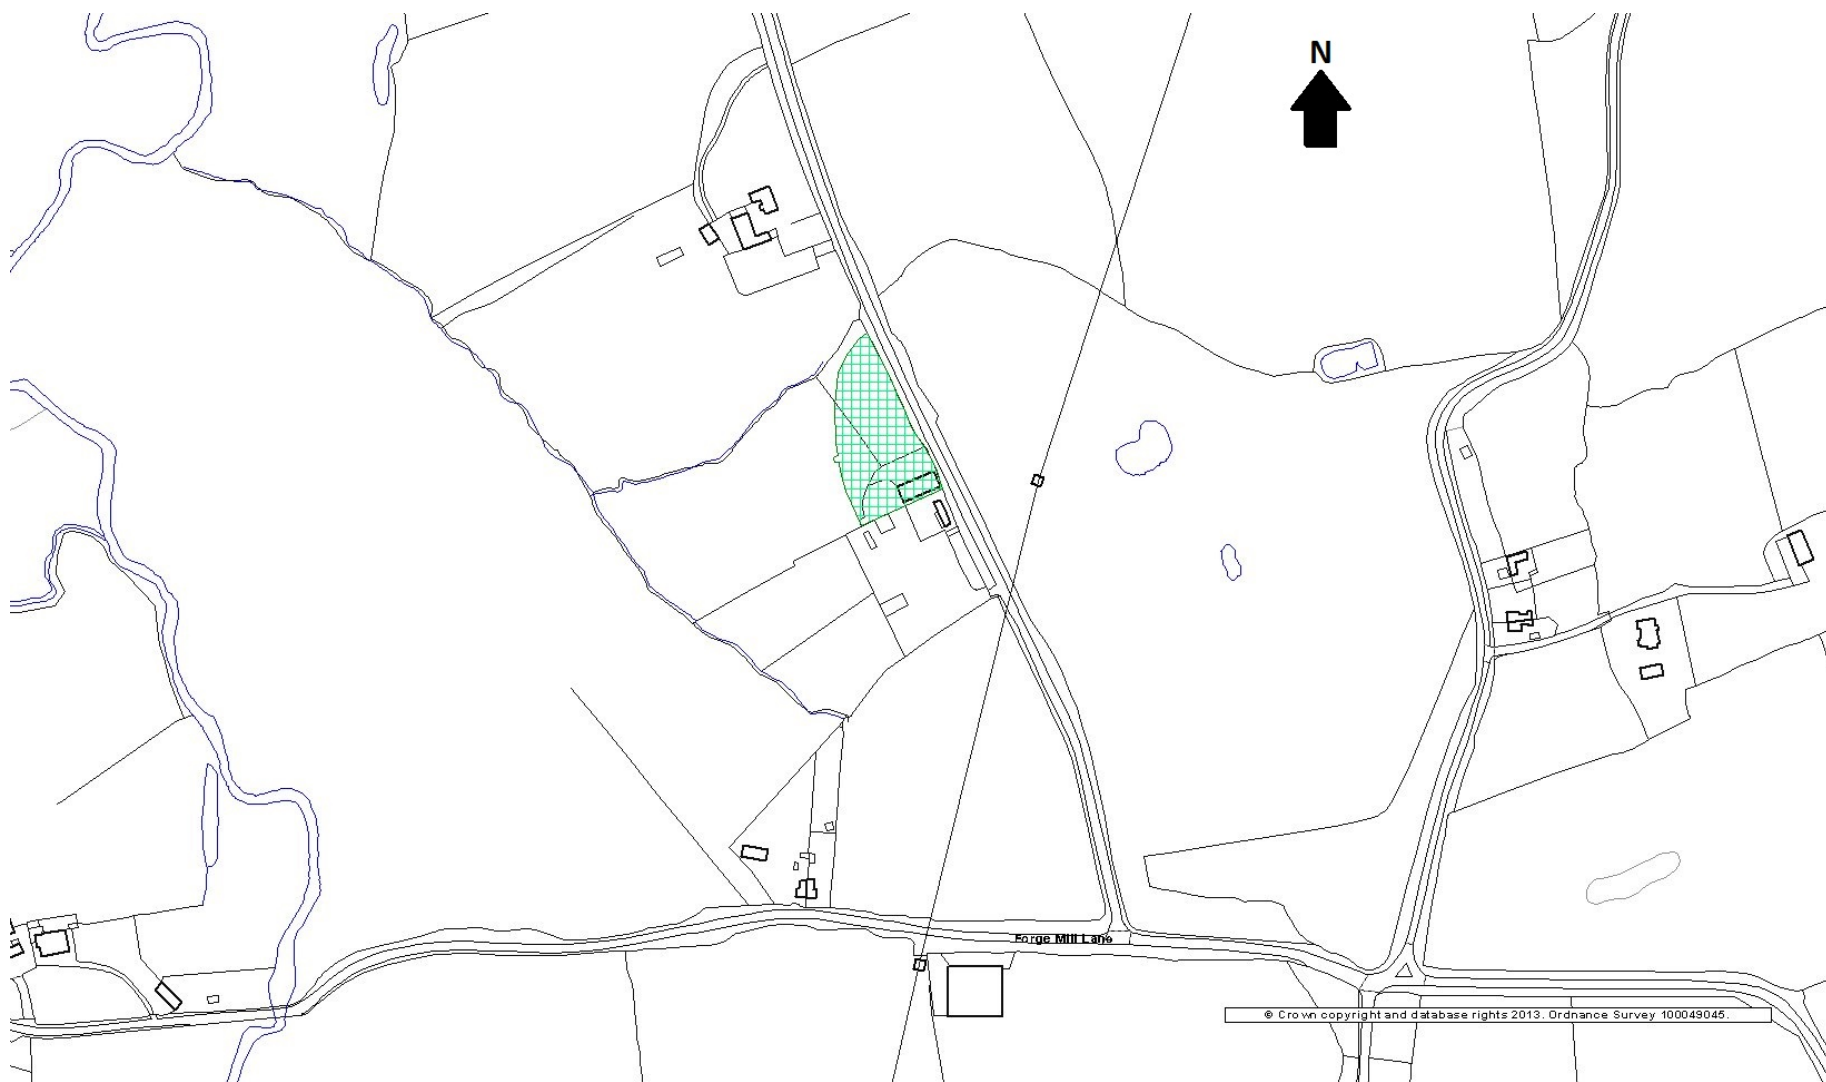 N
Forge Mill Lane
© Crown copyright and database rights 2013. Ordnance Survey 100049045.